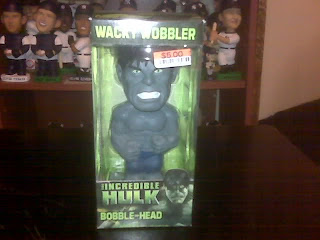 WACKY WOBBLER
$5.00
THE INCREDIBLE
HULK
BOBBLE-HEAD